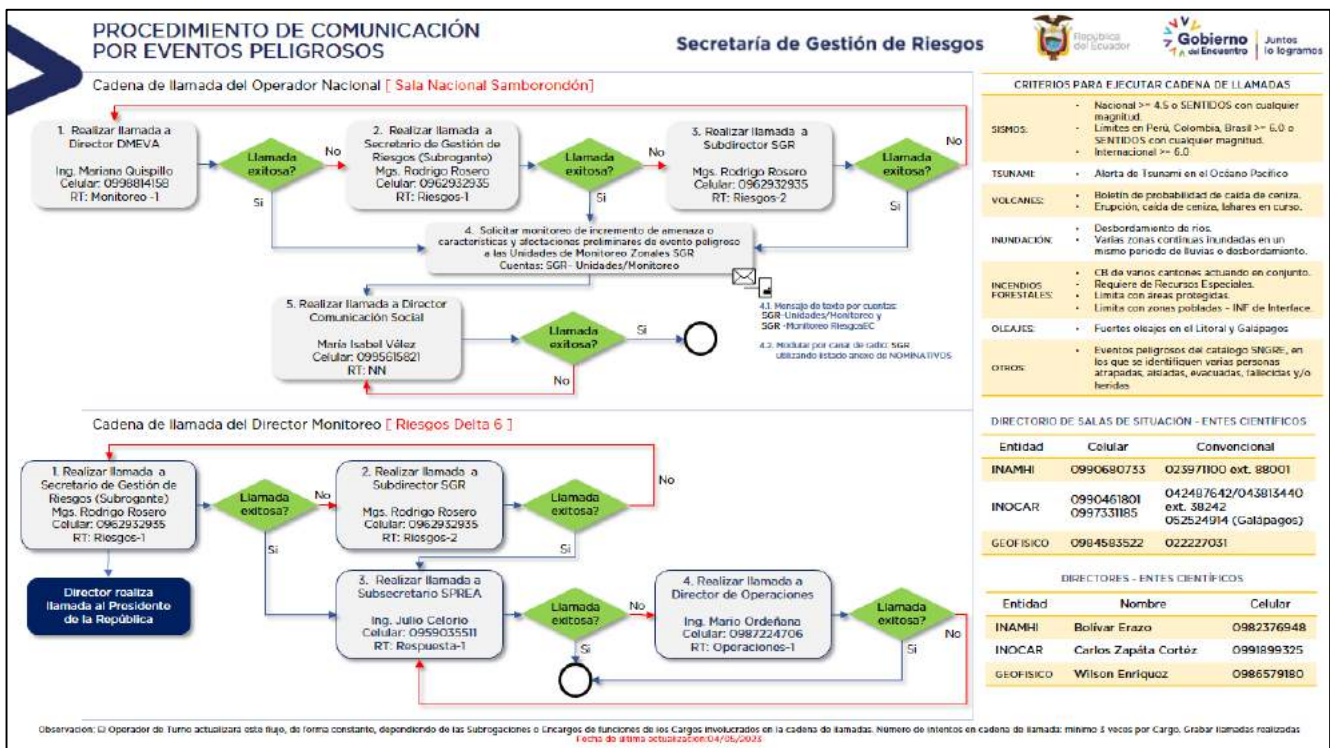 PROCEDIMIENTO DE COMUNICACIÓN
POR EVENTOS PELIGROSOS
Secretaría de Gestión de Riesgos
República
del Ecuador
Gobierno
del Encuentro
Juntos
lo logramos
Cadena de llamada del Operador Nacional [ Sala Nacional Samborondón]
1. Realizar llamada a
Director DMEVA
Ing. Mariana Quispillo
Celular: 0998814158
RT: Monitoreo -1
Llamada
exitosa?
No
Si
2. Realizar llamada a
Secretario de Gestión de
Riesgos (Subrogante)
Mgs. Rodrigo Rosero
Celular: 0962932935
RT: Riesgos-1
Llamada
exitosa?
No
Si
3. Realizar llamada a
Subdirector SGR
Mgs. Rodrigo Rosero
Celular: 0962932935
RT: Riesgos-2
Llamada
exitosa?
No
Si
4. Solicitar monitoreo de incremento de amenaza o
características y afectaciones preliminares de evento peligroso
a las Unidades de Monitoreo Zonales SGR
Cuentas: SGR- Unidades/Monitoreo
4.1. Mensaje de texto por cuentas:
SGR-Unidades/Monitoreo y
SGR -Monitoreo RiesgosEC
4.2. Modular por canal de radio: SGR
utilizando listado anexo de NOMINATIVOS
5. Realizar llamada a Director
Comunicación Social
María Isabel Vélez
Celular: 0995615821
RT: NN
Llamada
exitosa?
Si
No
Cadena de llamada del Director Monitoreo [ Riesgos Delta 6 ]
1. Realizar llamada a
Secretario de Gestión de
Riesgos (Subrogante)
Mgs. Rodrigo Rosero
Celular: 0962932935
RT: Riesgos-1
Llamada
exitosa?
No
Si
2. Realizar llamada a
Subdirector SGR
Mgs. Rodrigo Rosero
Celular: 0962932935
RT: Riesgos-2
Llamada
exitosa?
No
Si
Director realiza
llamada al Presidente
de la República
3. Realizar llamada a
Subsecretario SPREA
Ing. Julio Celorio
Celular: 0959035511
RT: Respuesta-1
Llamada
exitosa?
No
Si
4. Realizar llamada a
Director de Operaciones
Ing. Mario Ordeñana
Celular: 0987224706
RT: Operaciones-1
Llamada
exitosa?
No
Si
CRITERIOS PARA EJECUTAR CADENA DE LLAMADAS
SISMOS:
• Nacional >= 4.5 o SENTIDOS con cualquier
magnitud.
• Límites en Perú, Colombia, Brasil >= 6.0 o
SENTIDOS con cualquier magnitud.
• Internacional >= 6.0
TSUNAMI: • Alerta de Tsunami en el Océano Pacífico
VOLCANES:
• Boletín de probabilidad de caída de ceniza.
• Erupción, caída de ceniza, lahares en curso.
INUNDACIÓN:
• Desbordamiento de ríos.
• Varias zonas continuas inundadas en un
mismo periodo de lluvias o desbordamiento.
INCENDIOS
FORESTALES:
• CB de varios cantones actuando en conjunto.
• Requiere de Recursos Especiales.
• Limita con áreas protegidas.
• Limita con zonas pobladas – INF de Interface.
OLEAJES: • Fuertes oleajes en el Litoral y Galápagos
OTROS:
• Eventos peligrosos del catálogo SNGRE, en
los que se identifiquen varias personas
atrapadas, aisladas, evacuadas, fallecidas y/o
heridas
DIRECTORIO DE SALAS DE SITUACIÓN - ENTES CIENTÍFICOS
Entidad Celular Convencional
INAMHI 0990680733 023971100 ext. 88001
INOCAR 0990461801 0997331185 042487642/043813440
ext. 38242
052524914 (Galápagos)
GEOFISICO 0984583522 022227031
DIRECTORES - ENTES CIENTÍFICOS
Entidad Nombre Celular
INAMHI Bolívar Erazo 0982376948
INOCAR Carlos Zapáta Cortéz 0991899325
GEOFISICO Wilson Enriquez 0986579180
Observación: El Operador de Turno actualizará este flujo, de forma constante, dependiendo de las Subrogaciones o Encargos de funciones de los Cargos involucrados en la cadena de llamadas. Número de intentos en cadena de llamada: mínimo 3 veces por Cargo. Grabar llamadas realizadas
Fecha de última actualización:04/05/2023